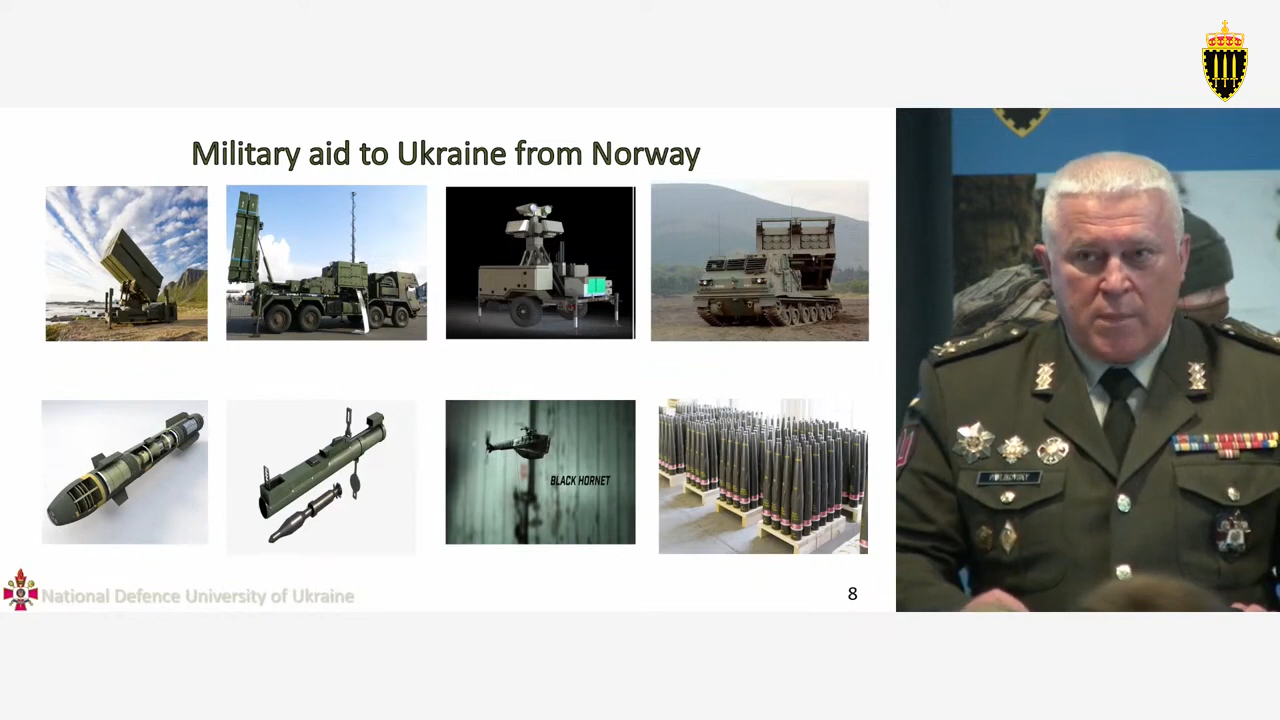 Military aid to Ukraine from Norway
BLACK HORNET
National Defence University of Ukraine
8